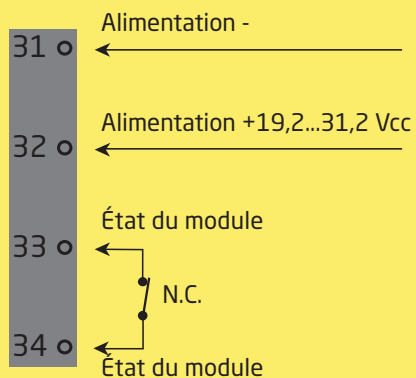 31 Alimentation -
32 Alimentation +19,2...31,2 Vcc
33 État du module
N.C.
34 État du module